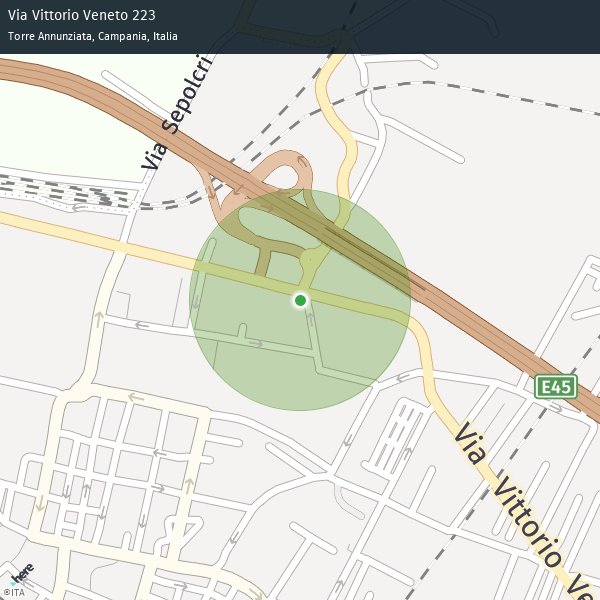 Via Vittorio Veneto 223
Torre Annunziata, Campania, Italia
Via Sepolcri
E45
Via Vittorio Ve
here
©ITA